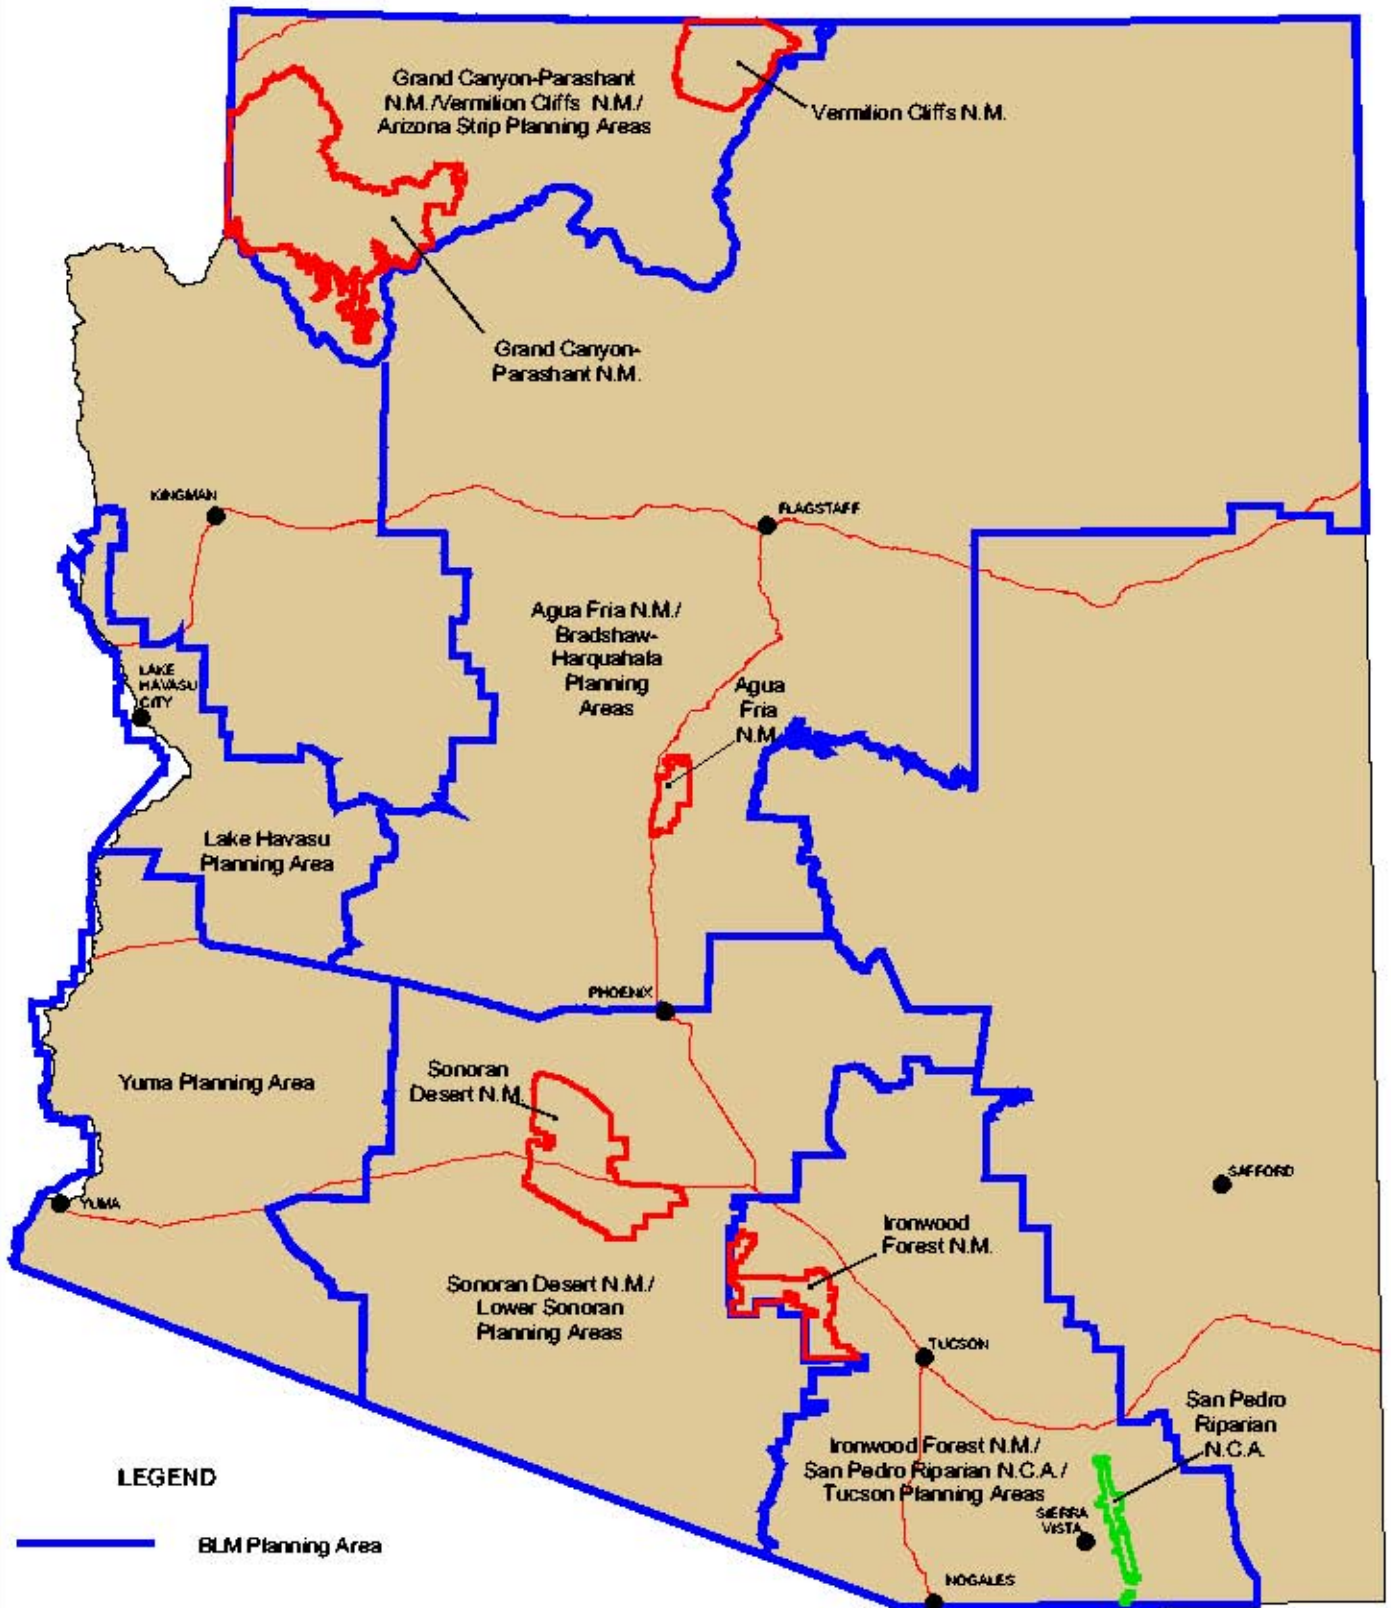 Grand Canyon-Parashant
N.M./Vermilion Cliffs N.M./
Arizona Strip Planning Areas
Vermilion Cliffs N.M.
Grand Canyon-
Parashant N.M.
KINGMAN
FLAGSTAFF
Agua Fria N.M./
Bradshaw-
Harquahala
Planning
Areas
Agua
Fria
N.M.
LAKE
HAVASU
CITY
Lake Havasu
Planning Area
PHOENIX
Yuma Planning Area
Sonoran
Desert N.M.
SAFFORD
YUMA
Ironwood
Forest N.M.
Sonoran Desert N.M./
Lower Sonoran
Planning Areas
TUCSON
San Pedro
Riparian
N.C.A.
Ironwood Forest N.M./
San Pedro Riparian N.C.A./
Tucson Planning Areas
SIERRA
VISTA
NOGALES
LEGEND
BLM Planning Area